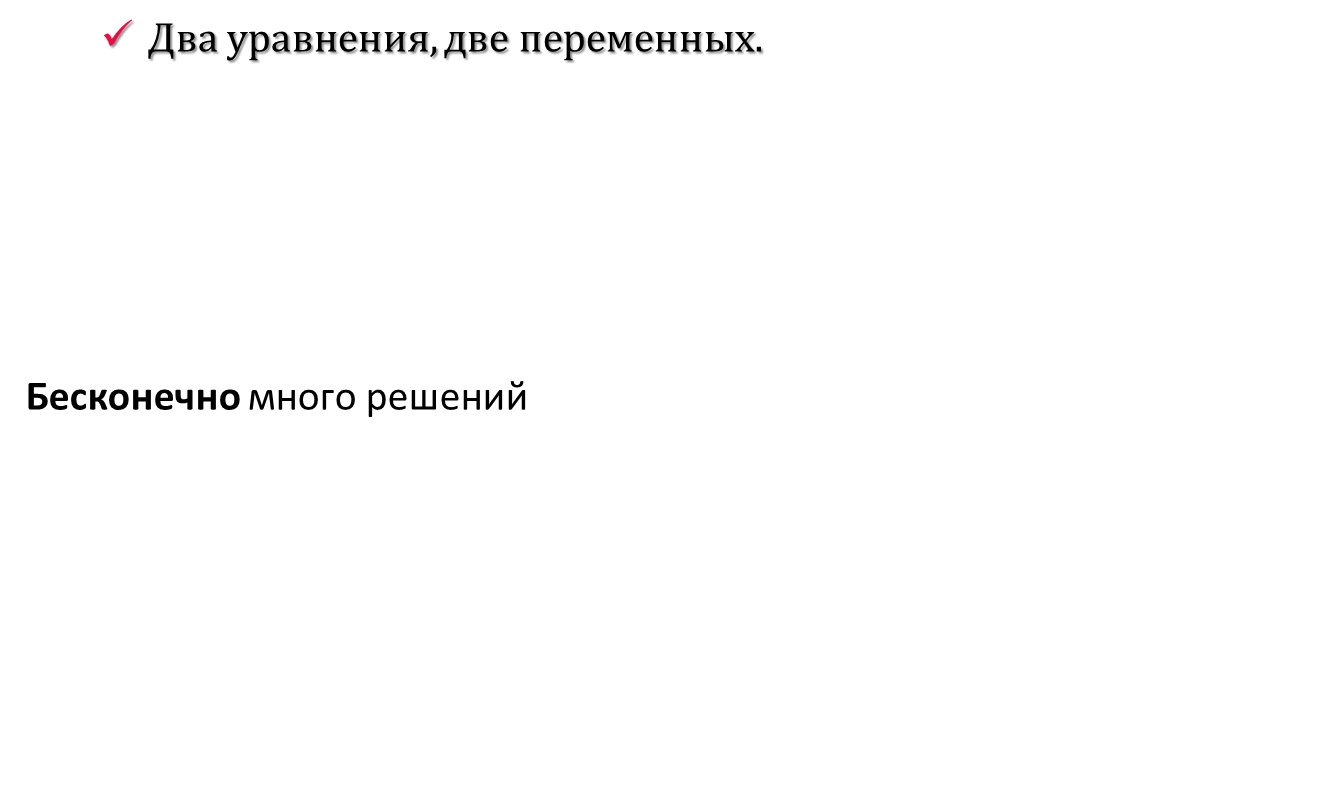 ✓ Два уравнения, две переменных.
Бесконечно много решений